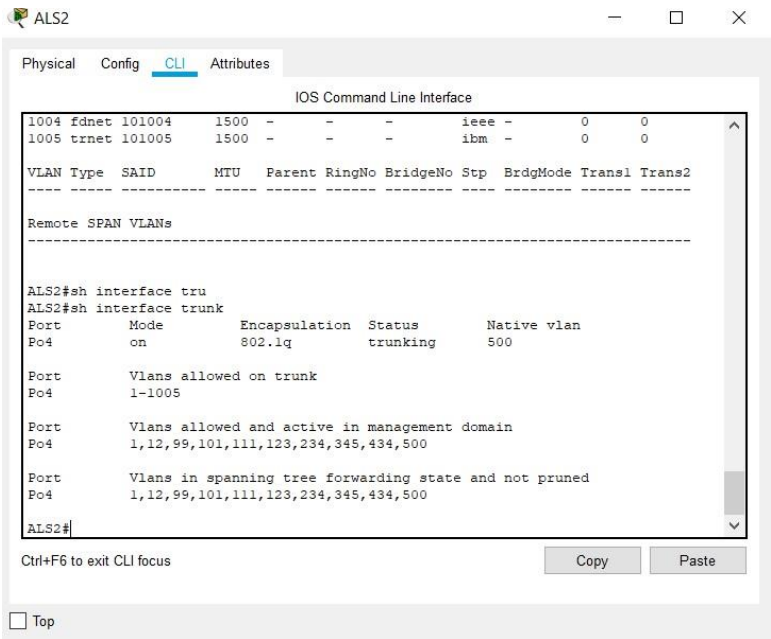 ALS2
Physical Config CLI Attributes
IOS Command Line Interface
1004 fdnet 101004 1500 - - - ieee - 0 0
1005 trnet 101005 1500 - - - ibm - 0 0
VLAN Type SAID MTU Parent RingNo BridgeNo Stp BrdgMode Trans1 Trans2
---- ----- ---------- ----- ------ ------ -------- ---- -------- ------ ------
Remote SPAN VLANs
------------------------------------------------------------------------------
ALS2#sh interface tru
ALS2#sh interface trunk
Port Mode Encapsulation Status Native vlan
Po4 on 802.1q trunking 500
Port Vlans allowed on trunk
Po4 1-1005
Port Vlans allowed and active in management domain
Po4 1,12,99,101,111,123,234,345,434,500
Port Vlans in spanning tree forwarding state and not pruned
Po4 1,12,99,101,111,123,234,345,434,500
ALS2#
Ctrl+F6 to exit CLI focus Copy Paste
Top